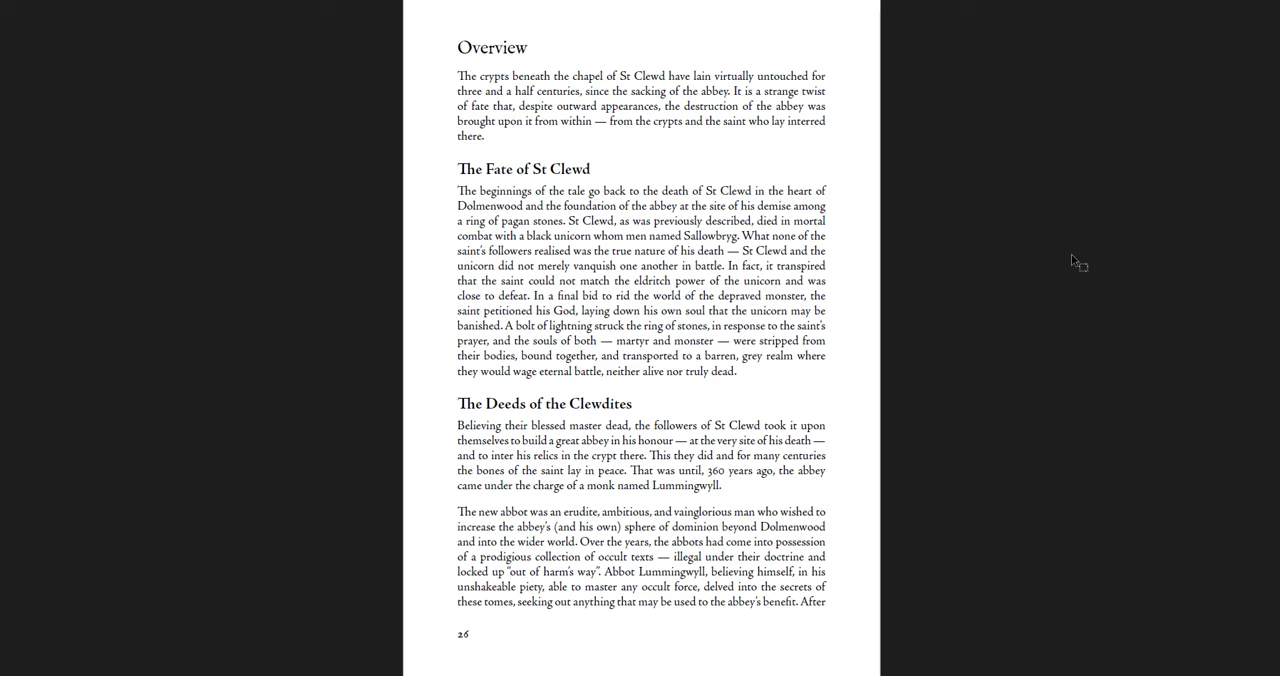 Overview
The crypts beneath the chapel of St Clewd have lain virtually untouched for
three and a half centuries, since the sacking of the abbey. It is a strange twist
of fate that, despite outward appearances, the destruction of the abbey was
brought upon it from within — from the crypts and the saint who lay interred
there.
The Fate of St Clewd
The beginnings of the tale go back to the death of St Clewd in the heart of
Dolmenwood and the foundation of the abbey at the site of his demise among
a ring of pagan stones. St Clewd, as was previously described, died in mortal
combat with a black unicorn whom men named Sallowbryg. What none of the
saint's followers realised was the true nature of his death — St Clewd and the
unicorn did not merely vanquish one another in battle. In fact, it transpired
that the saint could not match the eldritch power of the unicorn and was
close to defeat. In a final bid to rid the world of the depraved monster, the
saint petitioned his God, laying down his own soul that the unicorn may be
banished. A bolt of lightning struck the ring of stones, in response to the saint's
prayer, and the souls of both — martyr and monster — were stripped from
their bodies, bound together, and transported to a barren, grey realm where
they would wage eternal battle, neither alive nor truly dead.
The Deeds of the Clewdites
Believing their blessed master dead, the followers of St Clewd took it upon
themselves to build a great abbey in his honour — at the very site of his death —
and to inter his relics in the crypt there. This they did and for many centuries
the bones of the saint lay in peace. That was until, 360 years ago, the abbey
came under the charge of a monk named Lummingwyll.
The new abbot was an erudite, ambitious, and vainglorious man who wished to
increase the abbey's (and his own) sphere of dominion beyond Dolmenwood
and into the wider world. Over the years, the abbots had come into possession
of a prodigious collection of occult texts — illegal under their doctrine and
locked up "out of harm's way". Abbot Lummingwyll, believing himself, in his
unshakeable piety, able to master any occult force, delved into the secrets of
these tomes, seeking out anything that may be used to the abbey's benefit. After
26